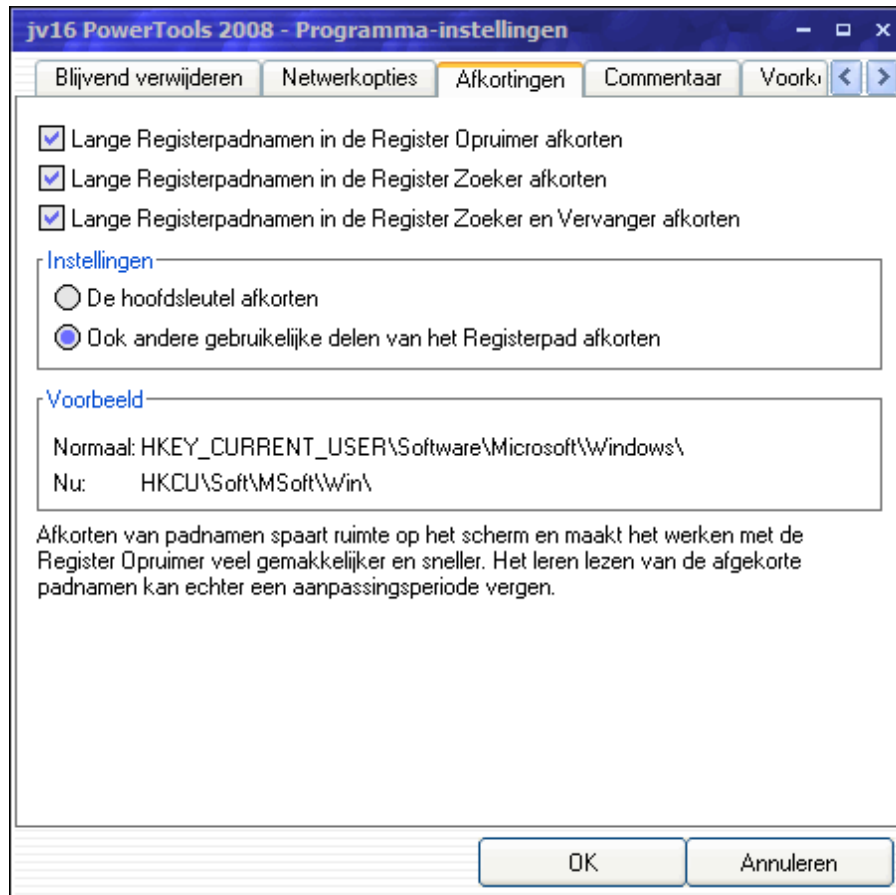 jv16 PowerTools 2008 - Programma-instellingen
Blijvend verwijderen Netwerkopties Afkortingen Commentaar
Lange Registerpadnamen in de Register Opruimer afkorten
Lange Registerpadnamen in de Register Zoeker afkorten
Lange Registerpadnamen in de Register Zoeker en Vervanger afkorten
Instellingen
De hoofdsleutel afkorten
Ook andere gebruikelijke delen van het Registerpad afkorten
Voorbeeld
Normaal: HKEY_CURRENT_USER\Software\Microsoft\Windows\
Nu: HKCU\Soft\MSoft\Win\
Afkorten van padnamen spaart ruimte op het scherm en maakt het werken met de
Register Opruimer veel gemakkelijker en sneller. Het leren lezen van de afgekorte
padnamen kan echter een aanpassingsperiode vergen.
OK Annuleren